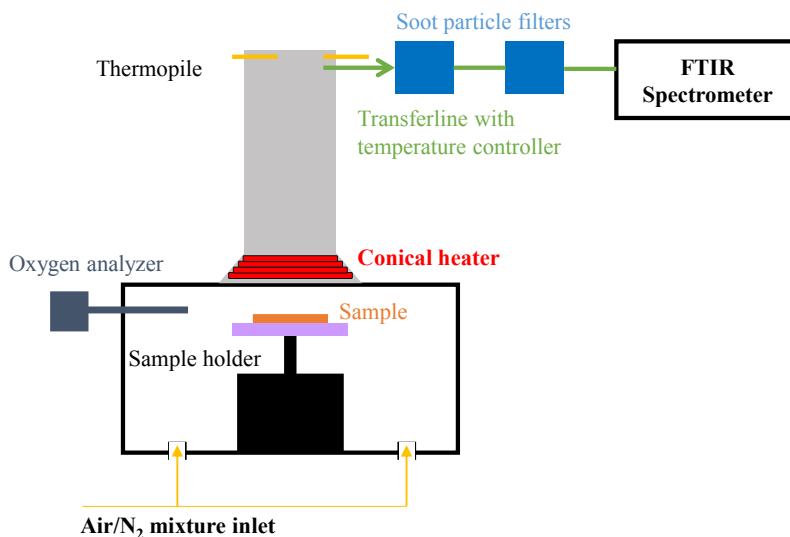 Soot particle filters
Thermopile
FTIR
Spectrometer
Transferline with
temperature controller
Conical heater
Oxygen analyzer
Sample
Sample holder
Air/N₂ mixture inlet